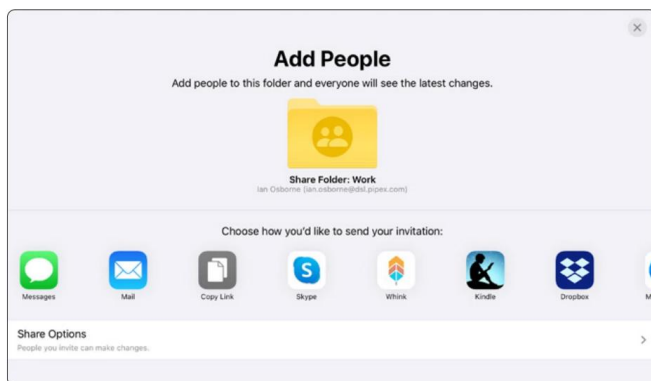 Add People
Add people to this folder and everyone will see the latest changes.
Share Folder: Work
Ian Osborne (ian.osborne@dsl.pipex.com)
Choose how you'd like to send your invitation:
Messages Mail Copy Link Skype Whink Kindle Dropbox M
Share Options
People you invite can make changes.